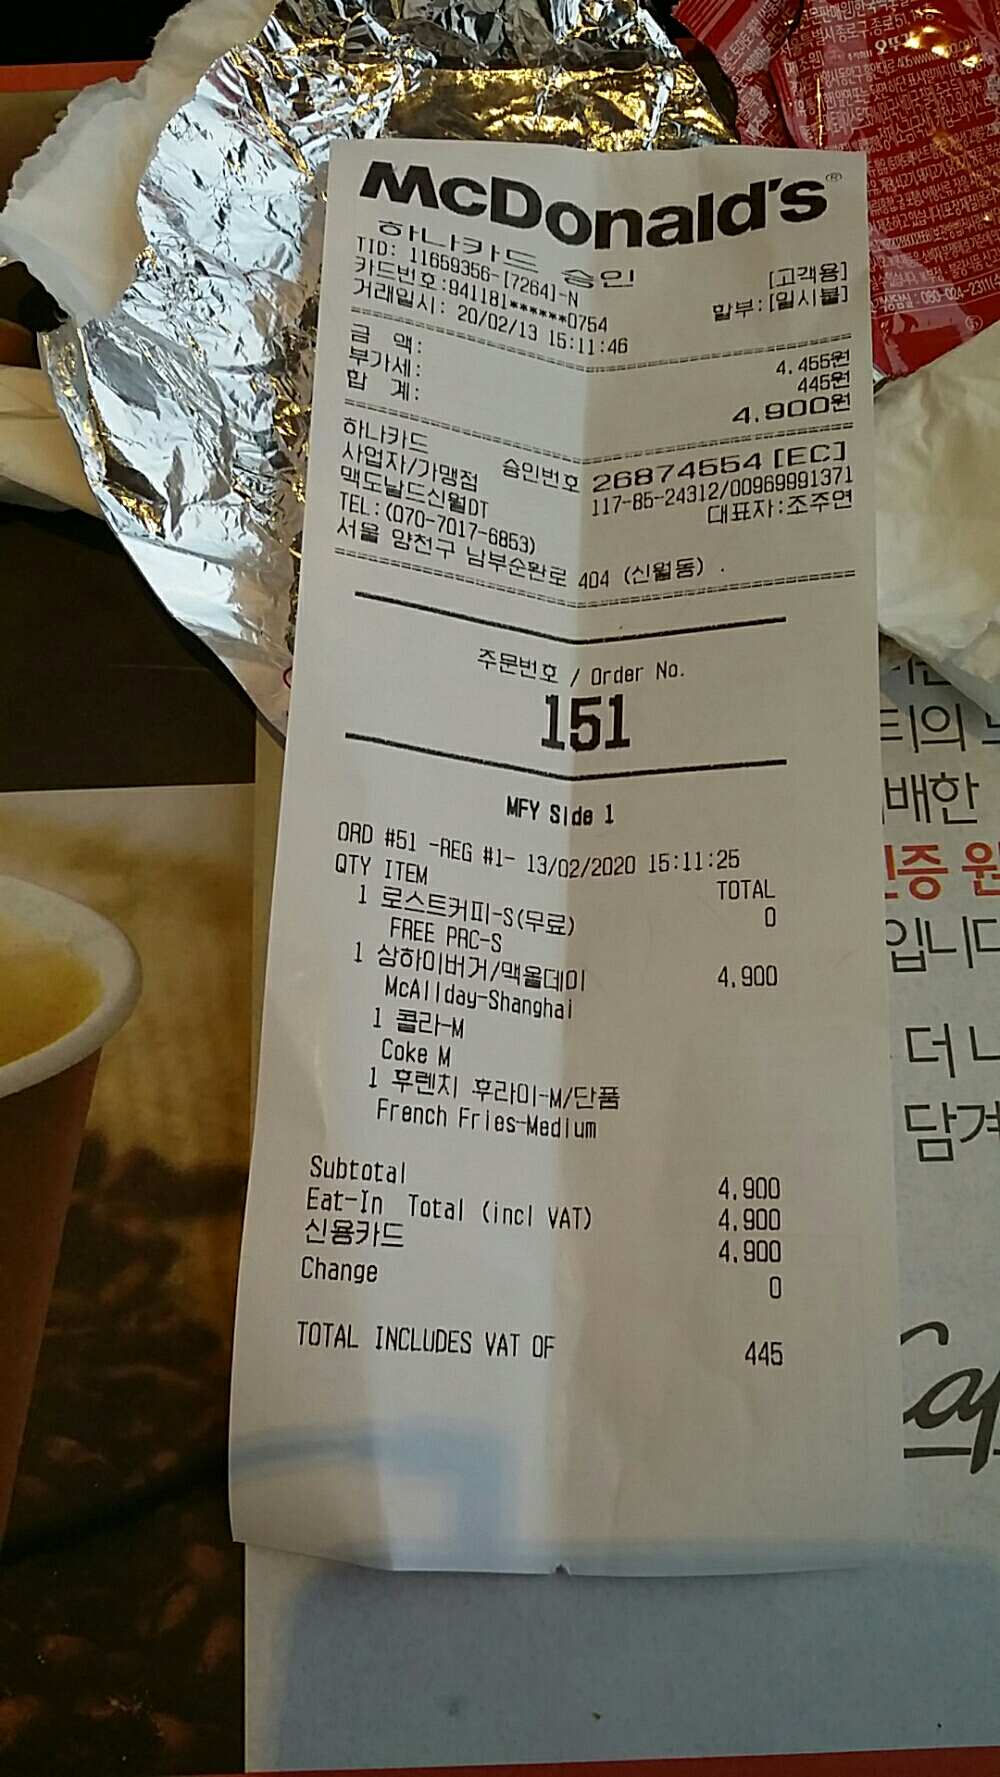 McDonald's®
하나카드 승인 [고객용]
TID: 11659356-[7264]-N 할부:[일시불]
카드번호:941181******0754
거래일시: 20/02/13 15:11:46
금 액: 4,455원
부가세: 445원
합 계: 4,900원
하나카드 승인번호 26874554 [EC]
사업자/가맹점 117-85-24312/00969991371
맥도날드신월DT 대표자:조주연
TEL:(070-7017-6853)
서울 양천구 남부순환로 404 (신월동) .
주문번호 / Order No.
151
MFY Side 1
ORD #51 -REG #1- 13/02/2020 15:11:25
QTY ITEM TOTAL
1 로스트커피-S(무료) 0
FREE PRC-S
1 상하이버거/맥올데이 4,900
McAllday-Shanghai
1 콜라-M
Coke M
1 후렌치 후라이-M/단품
French Fries-Medium
Subtotal 4,900
Eat-In Total (incl VAT) 4,900
신용카드 4,900
Change 0
TOTAL INCLUDES VAT OF 445
티의
배한
인증 원
입니다
더 나
담겨